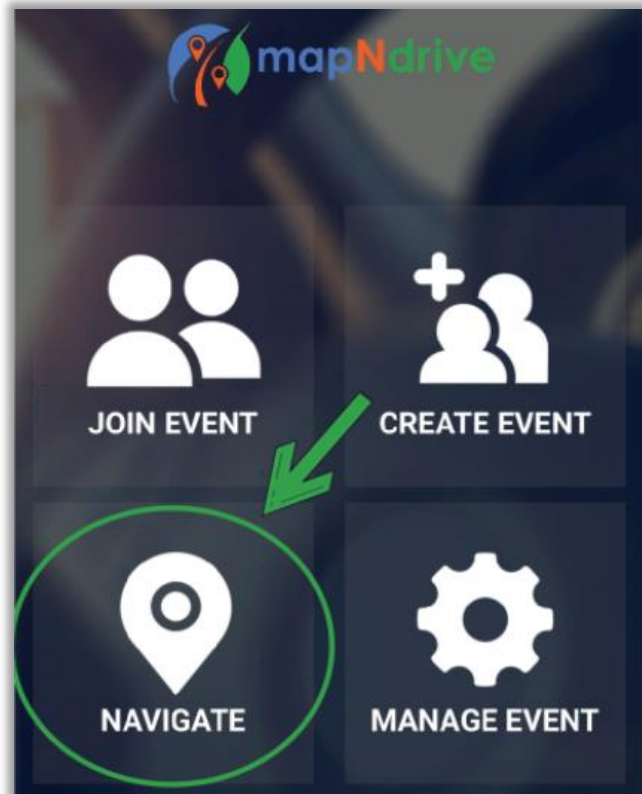 mapNdrive
JOIN EVENT
CREATE EVENT
NAVIGATE
MANAGE EVENT